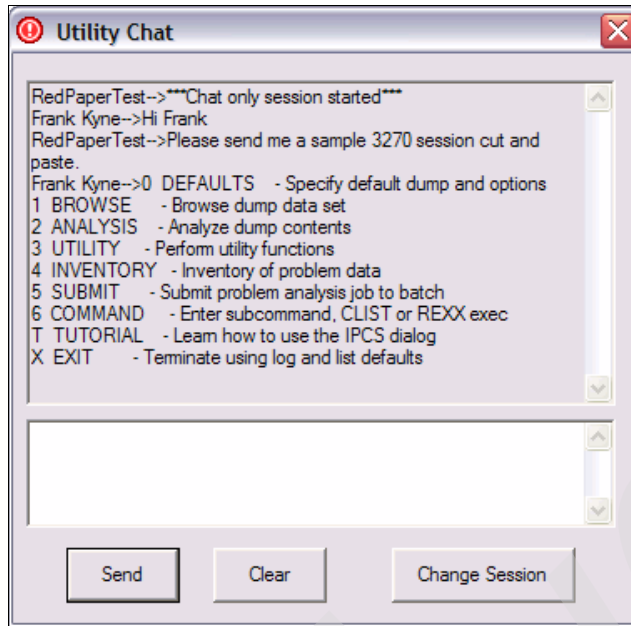 Utility Chat
RedPaperTest-->***Chat only session started***
Frank Kyne-->Hi Frank
RedPaperTest-->Please send me a sample 3270 session cut and
paste.
Frank Kyne-->0 DEFAULTS - Specify default dump and options
1 BROWSE - Browse dump data set
2 ANALYSIS - Analyze dump contents
3 UTILITY - Perform utility functions
4 INVENTORY - Inventory of problem data
5 SUBMIT - Submit problem analysis job to batch
6 COMMAND - Enter subcommand, CLIST or REXX exec
T TUTORIAL - Learn how to use the IPCS dialog
X EXIT - Terminate using log and list defaults
Send Clear Change Session